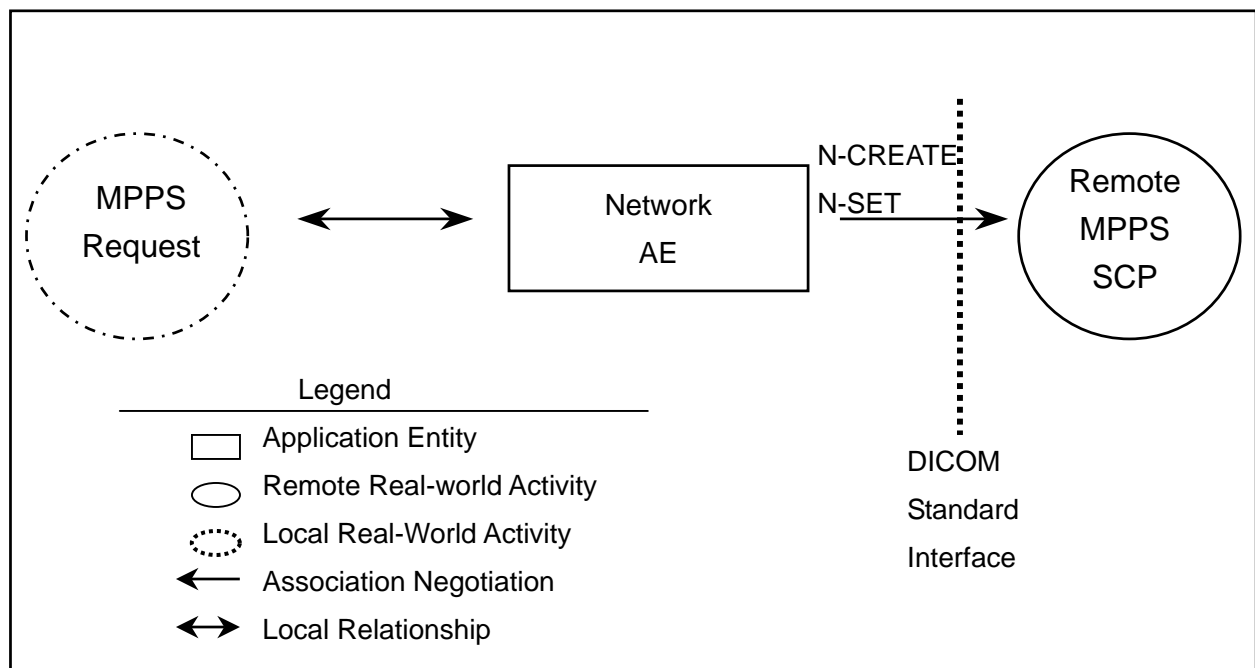 MPPS
Request
Network
AE
N-CREATE
N-SET
Remote
MPPS
SCP
DICOM
Standard
Interface
Legend
Application Entity
Remote Real-world Activity
Local Real-World Activity
Association Negotiation
Local Relationship